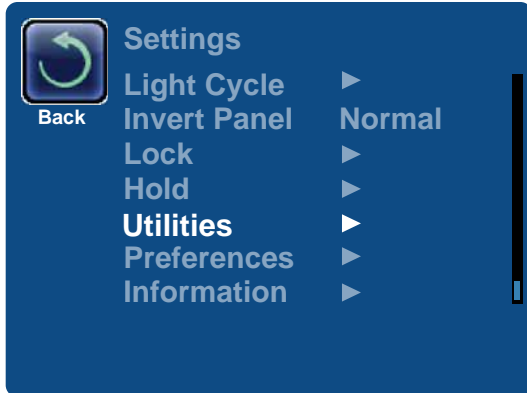 Settings
Back
Light Cycle ►
Invert Panel Normal
Lock ►
Hold ►
Utilities ►
Preferences ►
Information ►